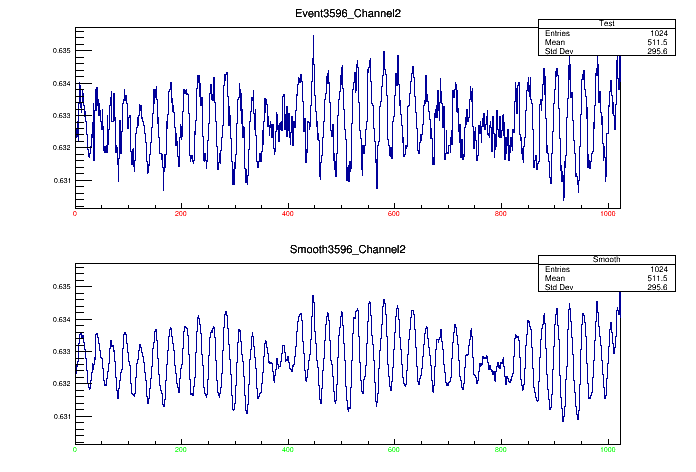 Event3596_Channel2
Test
Entries 1024
Mean 511.5
Std Dev 295.6
0.635
0.634
0.633
0.632
0.631
0 200 400 600 800 1000
Smooth3596_Channel2
Smooth
Entries 1024
Mean 511.5
Std Dev 295.6
0.635
0.634
0.633
0.632
0.631
0 200 400 600 800 1000